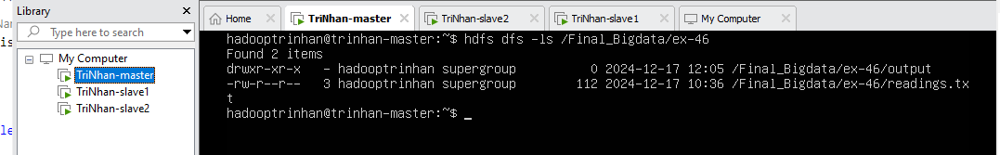 Library
Type here to search
My Computer
TriNhan-master
TriNhan-slave1
TriNhan-slave2
Home
TriNhan-master
TriNhan-slave2
TriNhan-slave1
My Computer
hadooptrinhan@trinhan-master:~$ hdfs dfs -ls /Final_Bigdata/ex-46
Found 2 items
drwxr-xr-x   - hadooptrinhan supergroup          0 2024-12-17 12:05 /Final_Bigdata/ex-46/output
-rw-r--r--   3 hadooptrinhan supergroup        112 2024-12-17 10:36 /Final_Bigdata/ex-46/readings.tx
t
hadooptrinhan@trinhan-master:~$ _